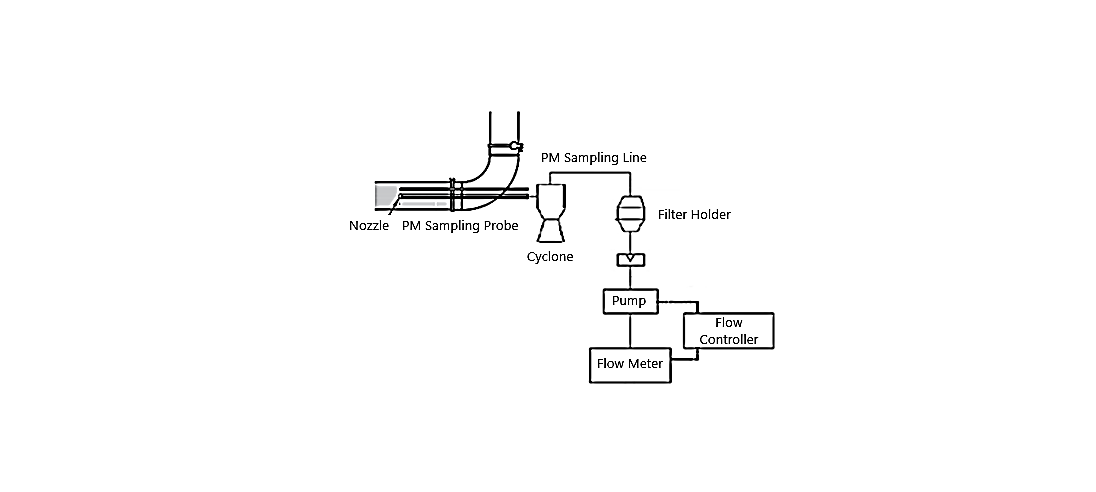 PM Sampling Line
Nozzle
PM Sampling Probe
Filter Holder
Cyclone
Pump
Flow
Controller
Flow Meter